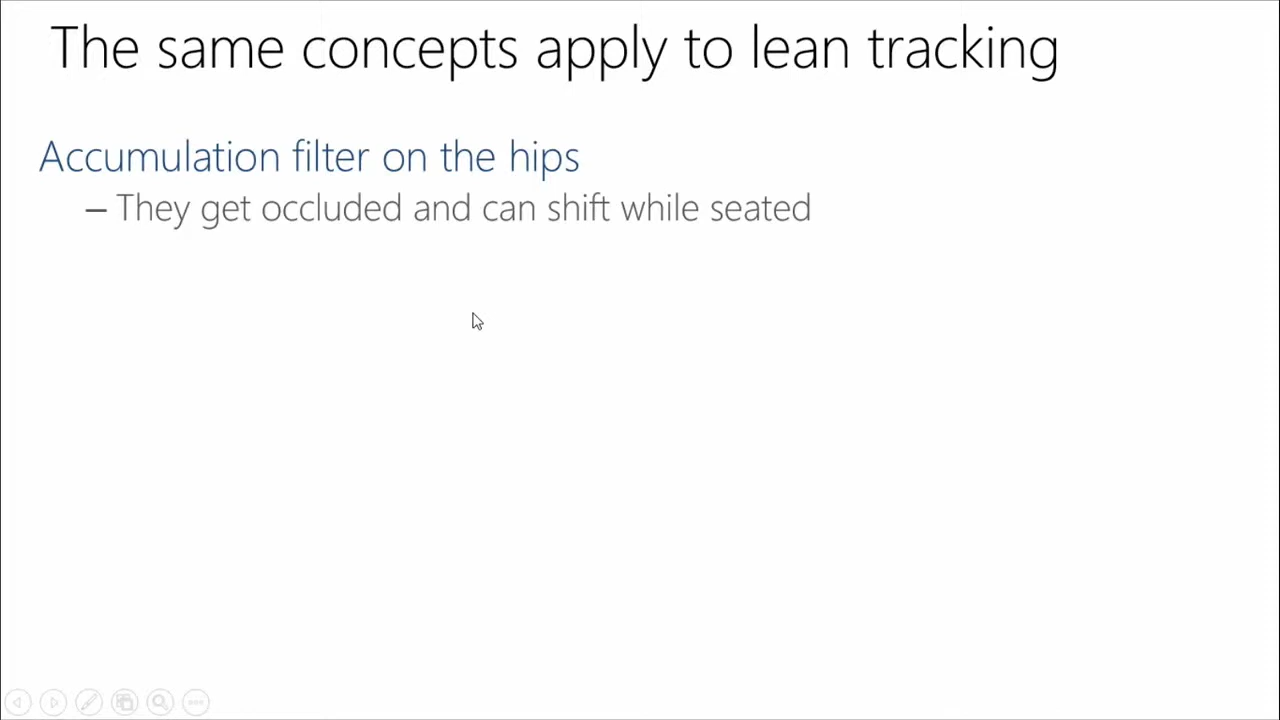 The same concepts apply to lean tracking
Accumulation filter on the hips
– They get occluded and can shift while seated